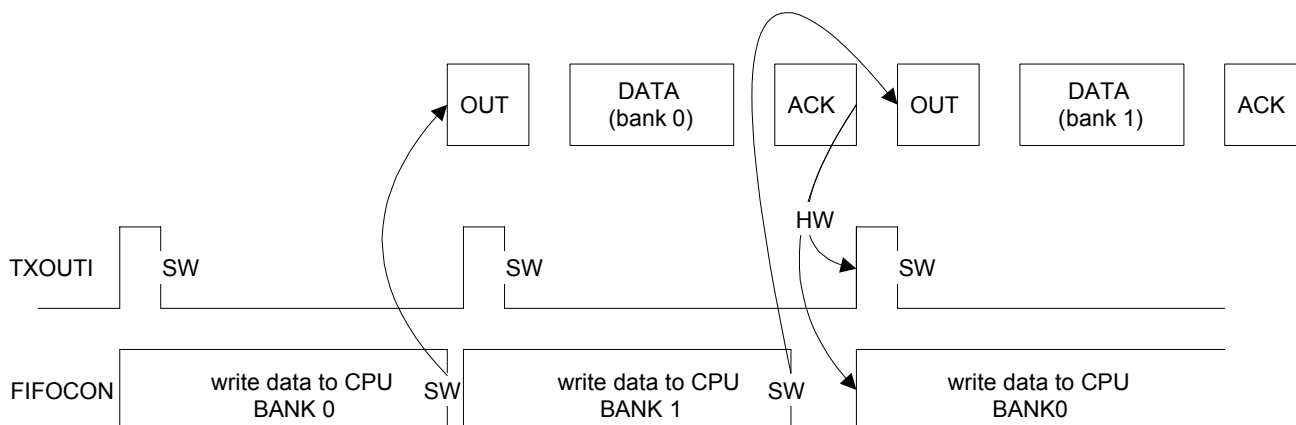 OUT
DATA
(bank 0)
ACK
OUT
DATA
(bank 1)
ACK
HW
TXOUTI
SW
SW
SW
FIFOCON
write data to CPU
BANK 0
SW
write data to CPU
BANK 1
SW
write data to CPU
BANK0